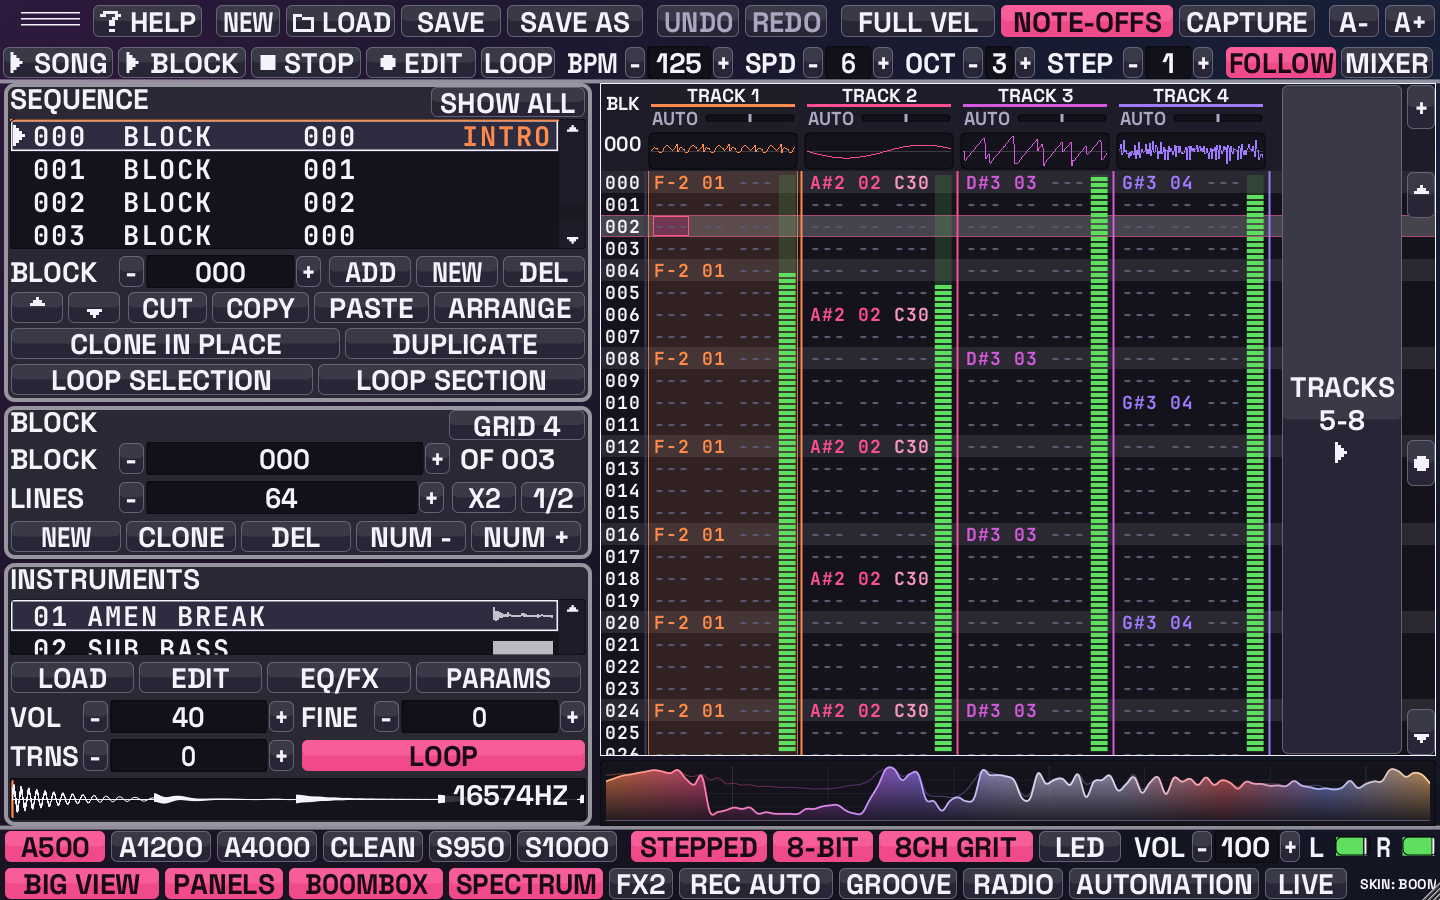 HELP NEW LOAD SAVE SAVE AS UNDO REDO FULL VEL NOTE-OFFS CAPTURE A- A+
SONG BLOCK STOP EDIT LOOP BPM - 125 + SPD - 6 + OCT - 3 + STEP - 1 + FOLLOW MIXER
SEQUENCE SHOW ALL
000 BLOCK 000 INTRO
001 BLOCK 001
002 BLOCK 002
003 BLOCK 000
BLOCK - 000 + ADD NEW DEL
CUT COPY PASTE ARRANGE
CLONE IN PLACE DUPLICATE
LOOP SELECTION LOOP SECTION
BLOCK GRID 4
BLOCK - 000 + OF 003
LINES - 64 + X2 1/2
NEW CLONE DEL NUM - NUM +
INSTRUMENTS
01 AMEN BREAK
02 SUB BASS
LOAD EDIT EQ/FX PARAMS
VOL - 40 + FINE - 0 +
TRNS - 0 + LOOP
16574HZ
BLK TRACK 1 TRACK 2 TRACK 3 TRACK 4 +
AUTO AUTO AUTO AUTO
000
000 F-2 01 --- A#2 02 C30 D#3 03 G#3 04 ---
001 --- -- --- --- -- --- --- -- --- --- -- ---
002 --- -- --- --- -- --- --- -- --- --- -- ---
003 --- -- --- --- -- --- --- -- --- --- -- ---
004 F-2 01 --- --- -- --- --- -- --- --- -- ---
005 --- -- --- --- -- --- --- -- --- --- -- ---
006 --- -- --- A#2 02 C30 --- -- --- --- -- ---
007 --- -- --- --- -- --- --- -- --- --- -- ---
008 F-2 01 --- --- -- --- D#3 03 --- -- ---
009 --- -- --- --- -- --- --- -- --- --- -- ---
010 --- -- --- --- -- --- --- -- --- G#3 04 ---
011 --- -- --- --- -- --- --- -- --- --- -- ---
012 F-2 01 --- A#2 02 C30 --- -- --- --- -- ---
013 --- -- --- --- -- --- --- -- --- --- -- ---
014 --- -- --- --- -- --- --- -- --- --- -- ---
015 --- -- --- --- -- --- --- -- --- --- -- ---
016 F-2 01 --- --- -- --- D#3 03 --- -- ---
017 --- -- --- --- -- --- --- -- --- --- -- ---
018 --- -- --- A#2 02 C30 --- -- --- --- -- ---
019 --- -- --- --- -- --- --- -- --- --- -- ---
020 F-2 01 --- --- -- --- --- -- --- G#3 04 ---
021 --- -- --- --- -- --- --- -- --- --- -- ---
022 --- -- --- --- -- --- --- -- --- --- -- ---
023 --- -- --- --- -- --- --- -- --- --- -- ---
024 F-2 01 --- A#2 02 C30 D#3 03 --- -- ---
025 --- -- --- --- -- --- --- -- --- --- -- ---
026
TRACKS
5-8
A500 A1200 A4000 CLEAN S950 S1000 STEPPED 8-BIT 8CH GRIT LED VOL - 100 + L R
BIG VIEW PANELS BOOMBOX SPECTRUM FX2 REC AUTO GROOVE RADIO AUTOMATION LIVE SKIN: BOOM